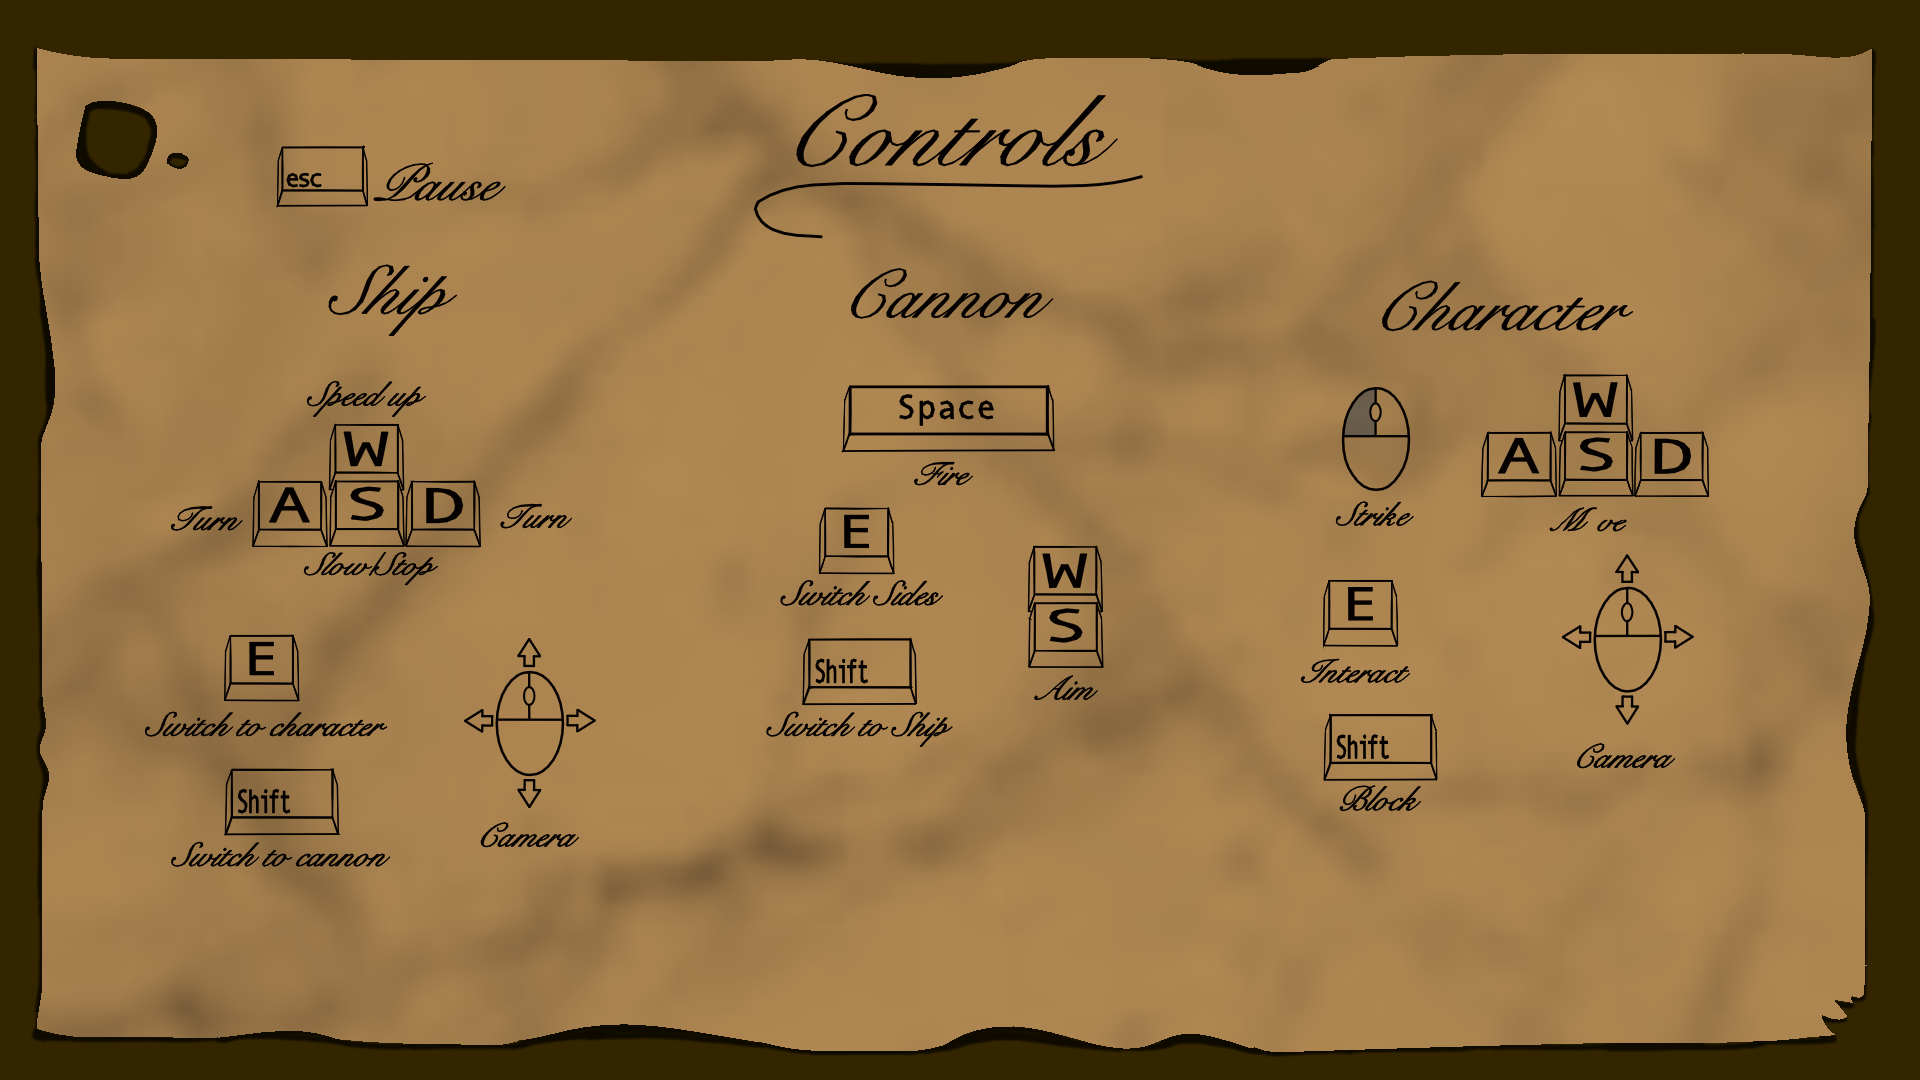 Controls
esc Pause
Ship
Speed up
W
Turn A S D Turn
Slow/Stop
E
Switch to character
Shift
Switch to cannon
Camera
Cannon
Space
Fire
E
Switch Sides
Shift
Switch to Ship
W
S
Aim
Character
Strike
W
A S D
M ve
E
Interact
Shift
Block
Camera